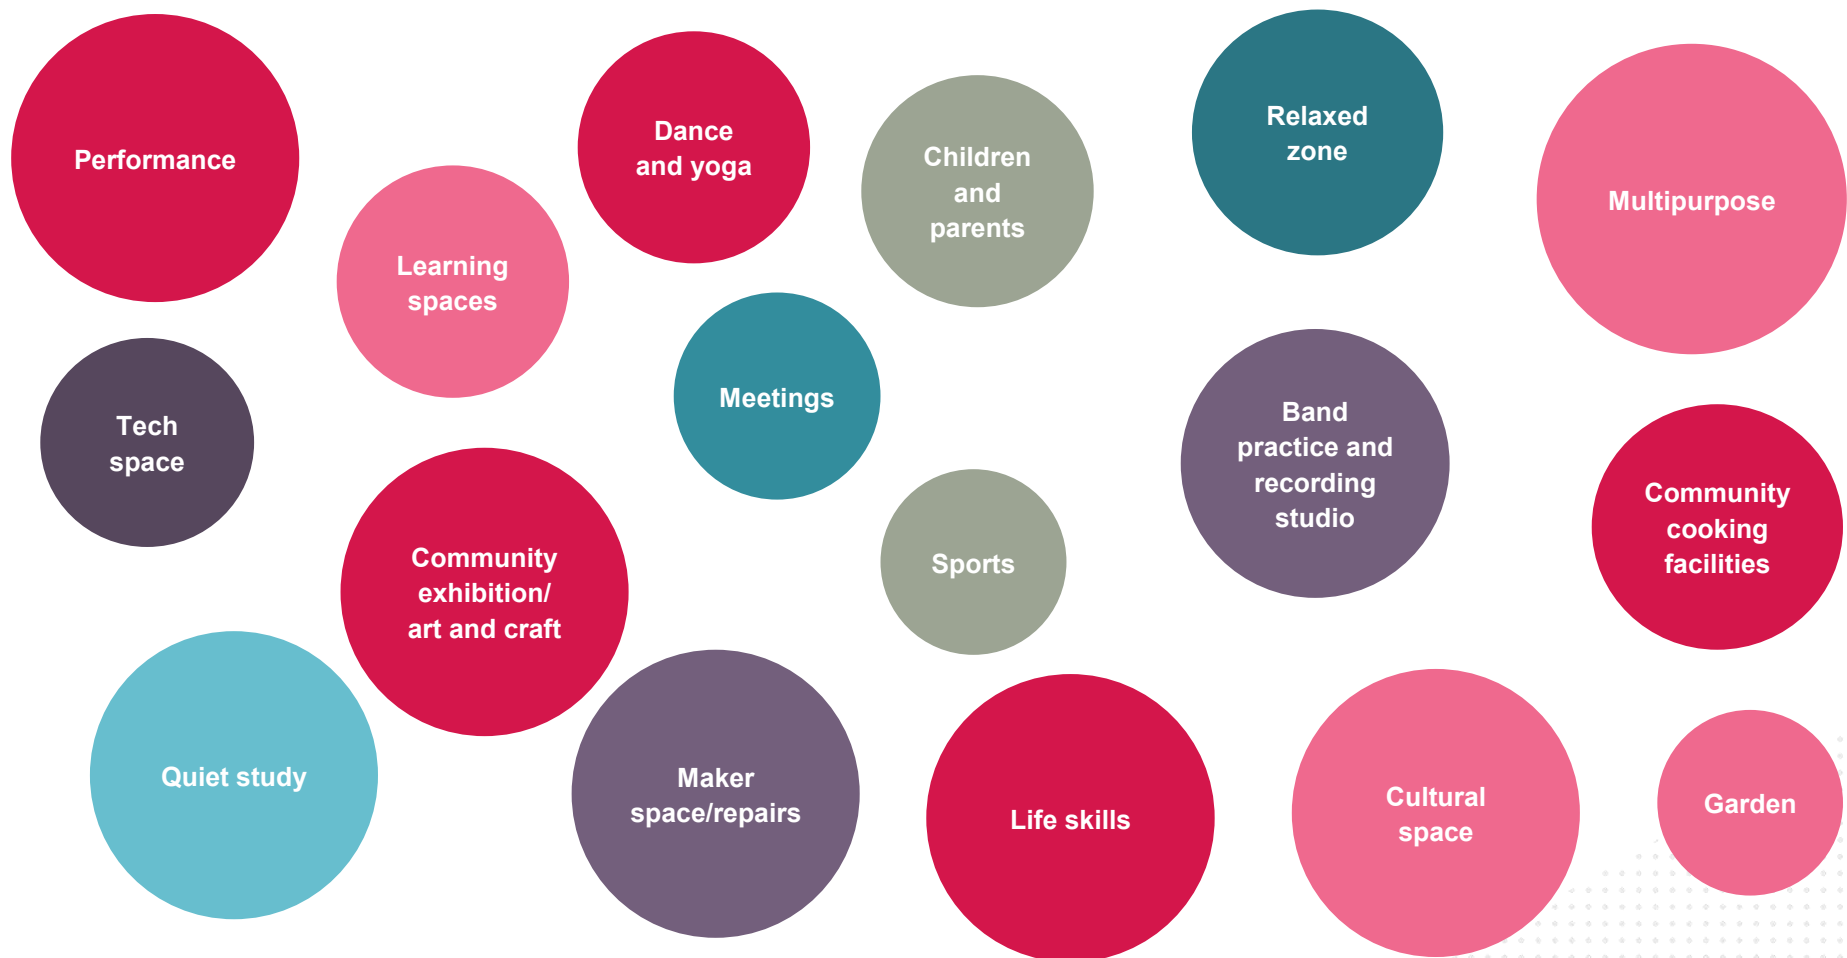 Performance
Learning
spaces
Dance
and yoga
Children
and
parents
Relaxed
zone
Multipurpose
Tech
space
Meetings
Band
practice and
recording
studio
Community
cooking
facilities
Community
exhibition/
art and craft
Sports
Quiet study
Maker
space/repairs
Life skills
Cultural
space
Garden